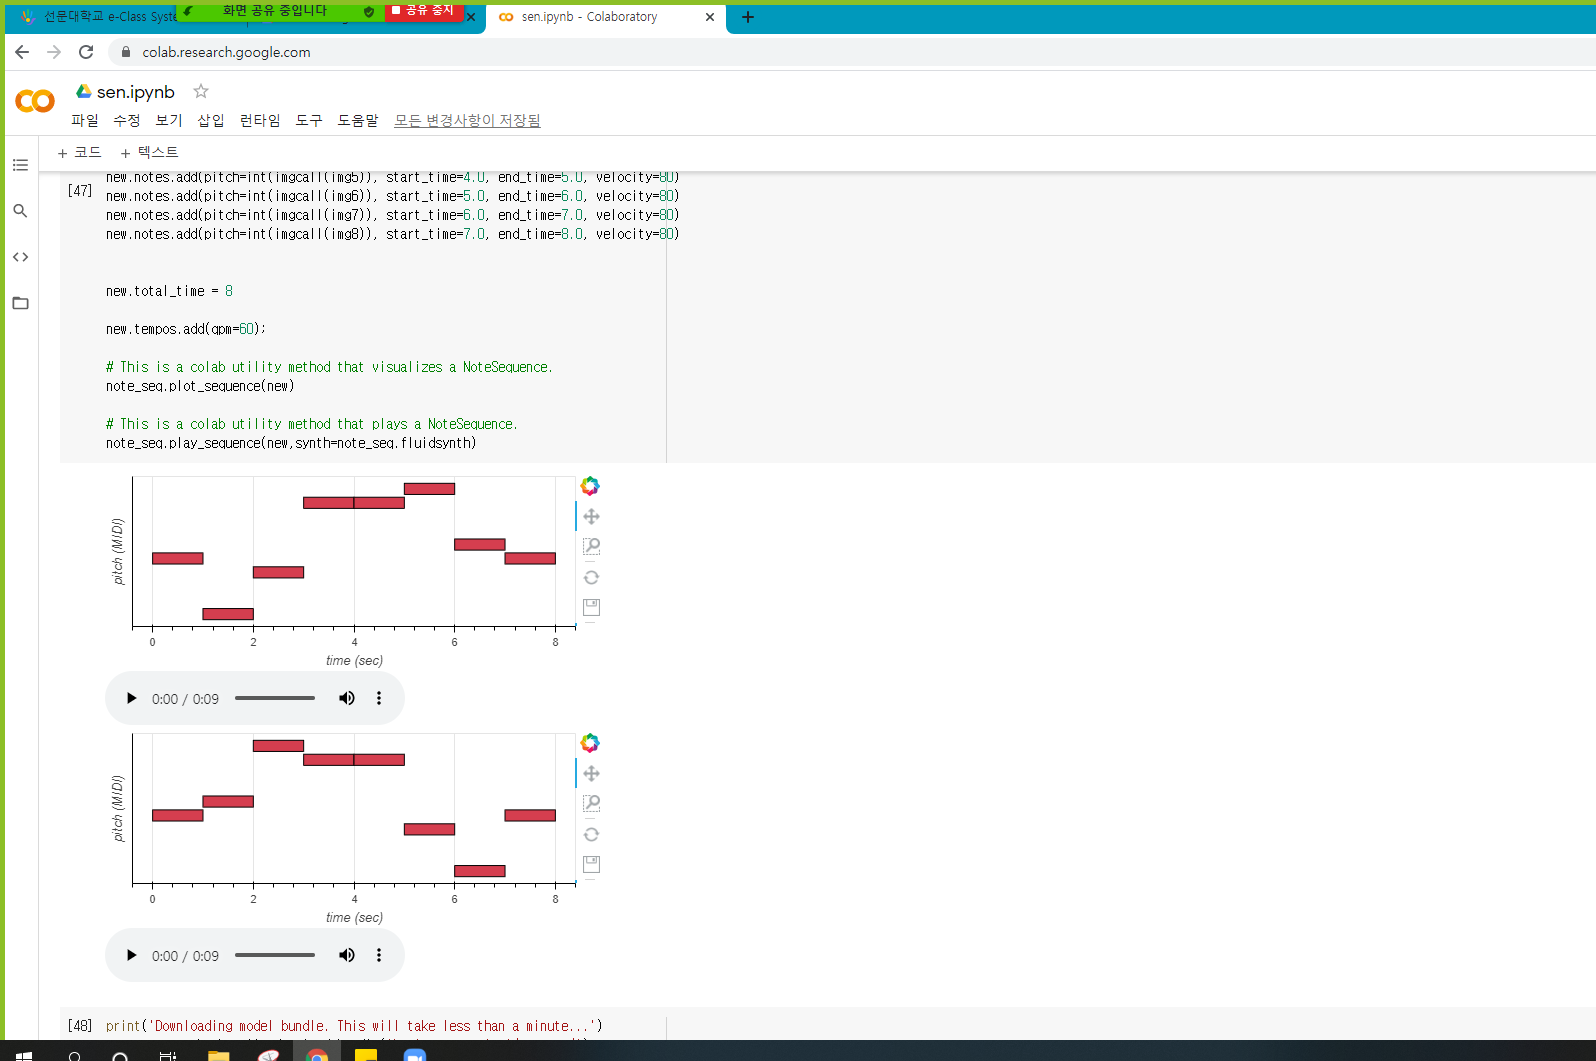 선문대학교 e-Class Syste
화면 공유 중입니다
공유 중지
sen.ipynb - Colaboratory
colab.research.google.com
sen.ipynb
파일 수정 보기 삽입 런타임 도구 도움말 모든 변경사항이 저장됨
+ 코드 + 텍스트
[47]
new.notes.add(pitch=int(imgcall(img5)), start_time=4.0, end_time=5.0, velocity=80)
new.notes.add(pitch=int(imgcall(img6)), start_time=5.0, end_time=6.0, velocity=80)
new.notes.add(pitch=int(imgcall(img7)), start_time=6.0, end_time=7.0, velocity=80)
new.notes.add(pitch=int(imgcall(img8)), start_time=7.0, end_time=8.0, velocity=80)
new.total_time = 8
new.tempos.add(qpm=60);
# This is a colab utility method that visualizes a NoteSequence.
note_seq.plot_sequence(new)
# This is a colab utility method that plays a NoteSequence.
note_seq.play_sequence(new,synth=note_seq.fluidsynth)
pitch (MIDI)
0 2 4 6 8
time (sec)
0:00 / 0:09
pitch (MIDI)
0 2 4 6 8
time (sec)
0:00 / 0:09
[48] print('Downloading model bundle. This will take less than a minute...')